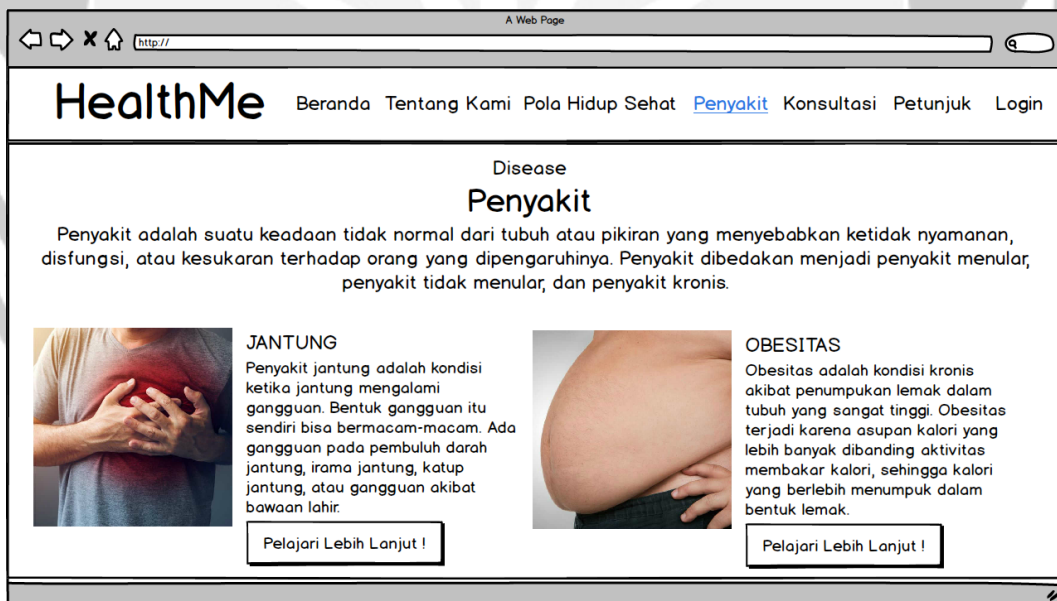 A Web Page
http://
HealthMe
Beranda Tentang Kami Pola Hidup Sehat Penyakit Konsultasi Petunjuk Login
Disease
Penyakit
Penyakit adalah suatu keadaan tidak normal dari tubuh atau pikiran yang menyebabkan ketidak nyamanan,
disfungsi, atau kesukaran terhadap orang yang dipengaruhinya. Penyakit dibedakan menjadi penyakit menular,
penyakit tidak menular, dan penyakit kronis.
JANTUNG
Penyakit jantung adalah kondisi
ketika jantung mengalami
gangguan. Bentuk gangguan itu
sendiri bisa bermacam-macam. Ada
gangguan pada pembuluh darah
jantung, irama jantung, katup
jantung, atau gangguan akibat
bawaan lahir.
Pelajari Lebih Lanjut !
OBESITAS
Obesitas adalah kondisi kronis
akibat penumpukan lemak dalam
tubuh yang sangat tinggi. Obesitas
terjadi karena asupan kalori yang
lebih banyak dibanding aktivitas
membakar kalori, sehingga kalori
yang berlebih menumpuk dalam
bentuk lemak.
Pelajari Lebih Lanjut !